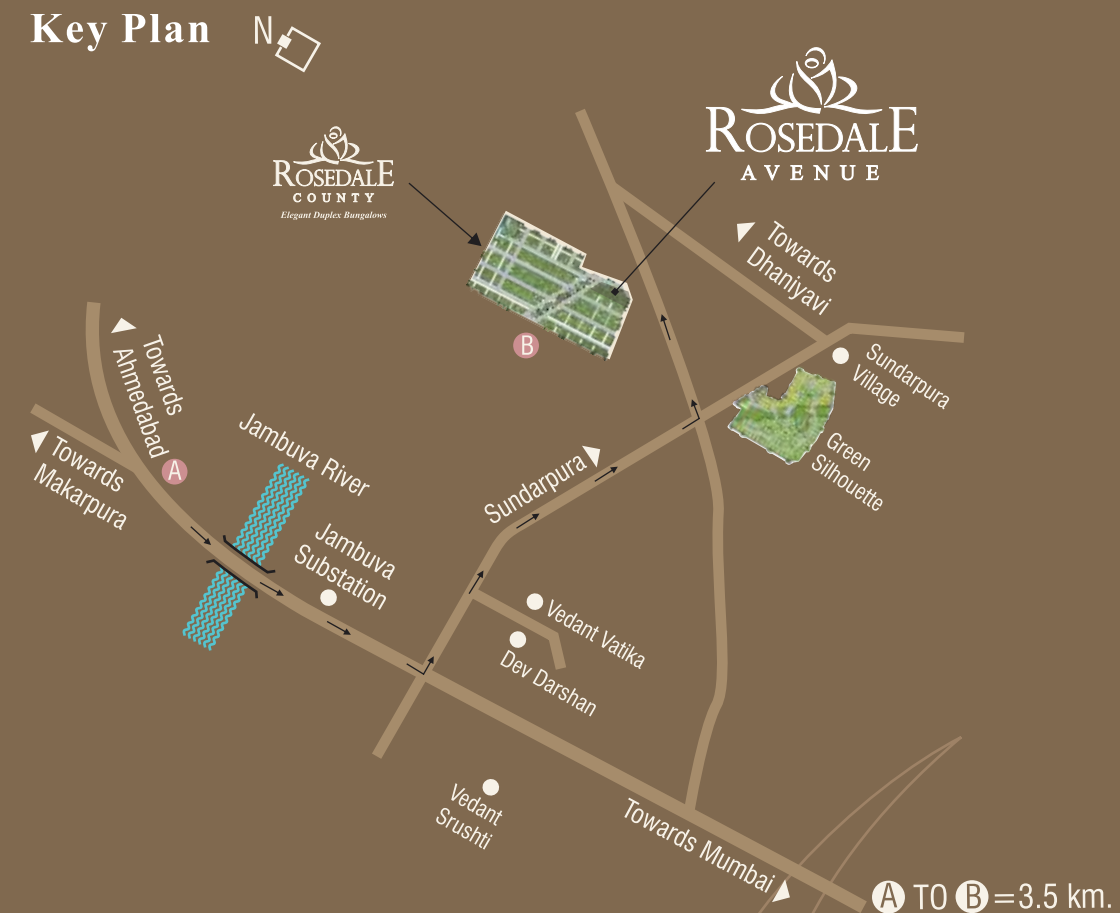 Key Plan
N
ROSEDALE
AVENUE
ROSEDALE
COUNTY
Elegant Duplex Bungalows
Towards
Dhaniyavi
B
Towards
Ahmedabad
Sundarpura
Village
A
Towards
Makarpura
Jambuva River
Green
Silhouette
Sundarpura
Jambuva
Substation
Vedant Vatika
Dev Darshan
Vedant
Srushti
Towards Mumbai
A TO B = 3.5 km.